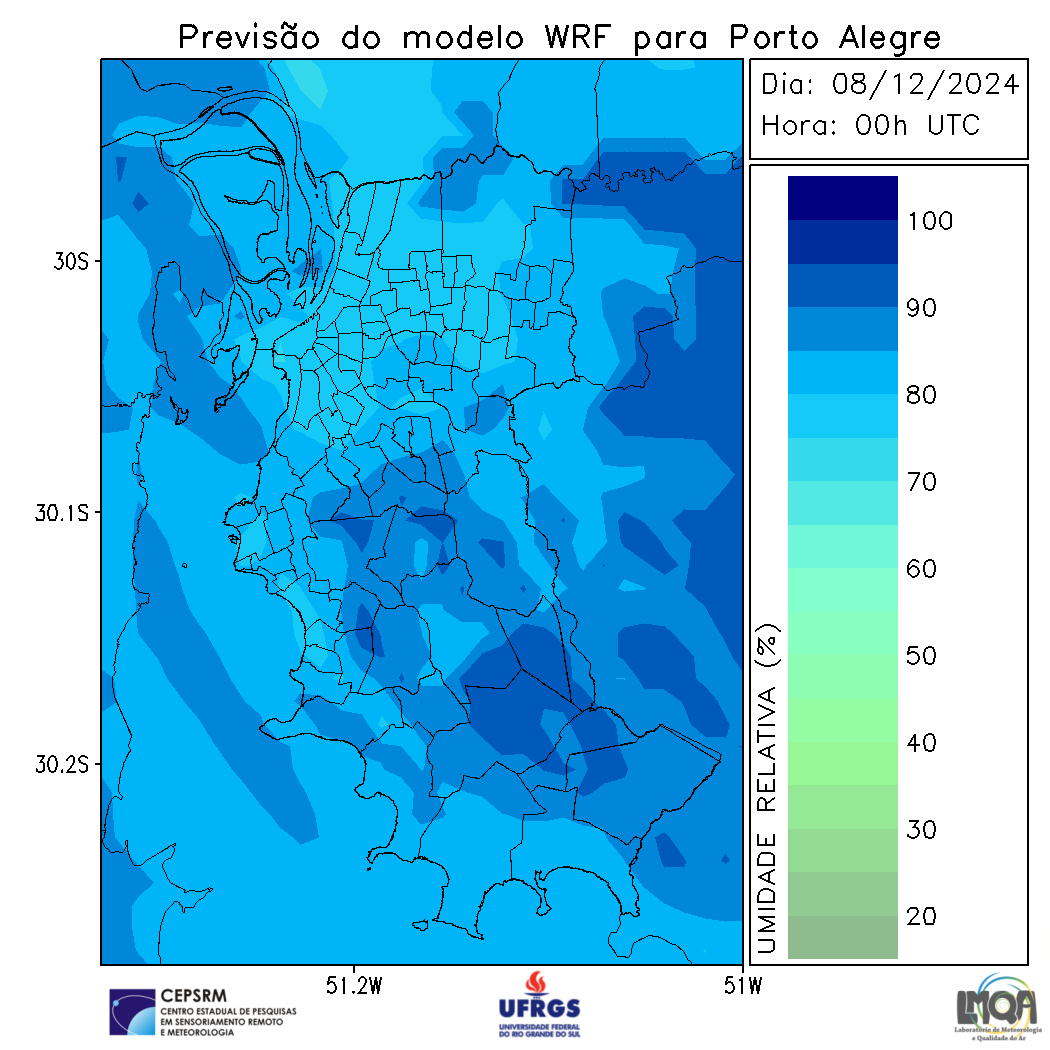 Previsão do modelo WRF para Porto Alegre
Dia: 08/12/2024
Hora: 00h UTC
30S
30.1S
30.2S
51.2W
51W
UMIDADE RELATIVA (%)
100
90
80
70
60
50
40
30
20
CEPSRM
CENTRO ESTADUAL DE PESQUISAS
EM SENSORIAMENTO REMOTO
E METEOROLOGIA
UFRGS
UNIVERSIDADE FEDERAL
DO RIO GRANDE DO SUL
LMQA
Laboratório de Meteorologia
e Qualidade do Ar